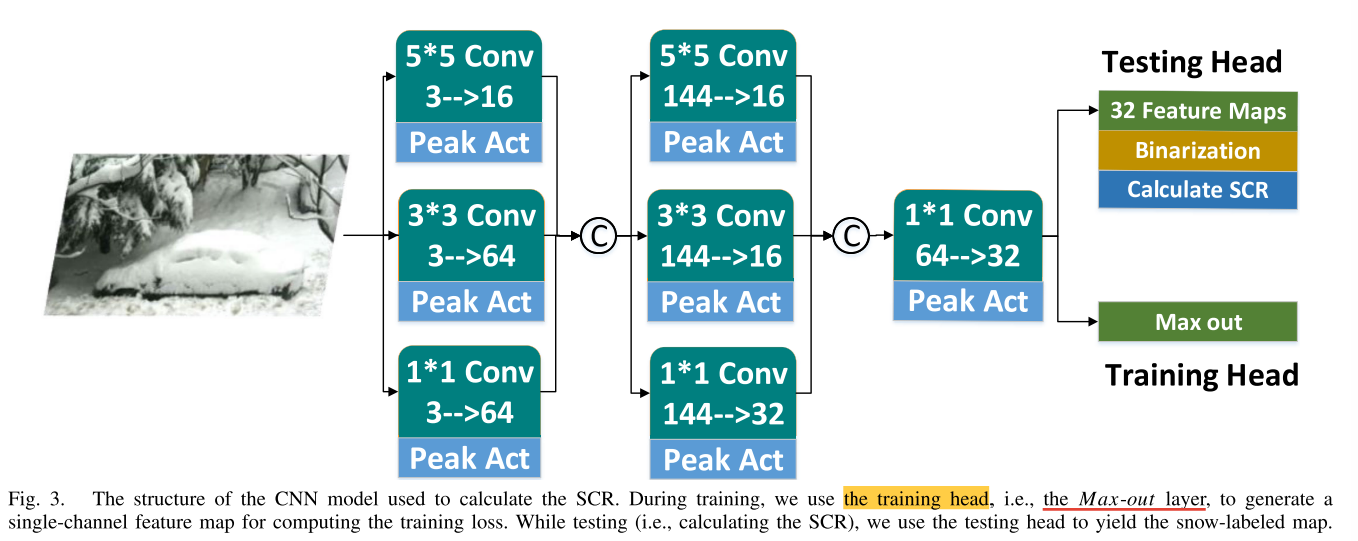 5*5 Conv
3-->16
Peak Act
3*3 Conv
3-->64
Peak Act
1*1 Conv
3-->64
Peak Act
C
5*5 Conv
144-->16
Peak Act
3*3 Conv
144-->16
Peak Act
1*1 Conv
144-->32
Peak Act
C
1*1 Conv
64-->32
Peak Act
Testing Head
32 Feature Maps
Binarization
Calculate SCR
Max out
Training Head
Fig. 3. The structure of the CNN model used to calculate the SCR. During training, we use the training head, i.e., the Max-out layer, to generate a
single-channel feature map for computing the training loss. While testing (i.e., calculating the SCR), we use the testing head to yield the snow-labeled map.